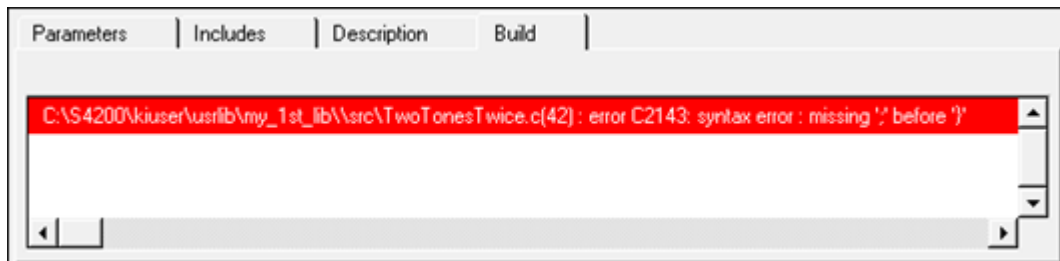 Parameters Includes Description Build
C:\S4200\kiuser\usrlib\my_1st_lib\\src\TwoTonesTwice.c(42) : error C2143: syntax error : missing ';' before '}'